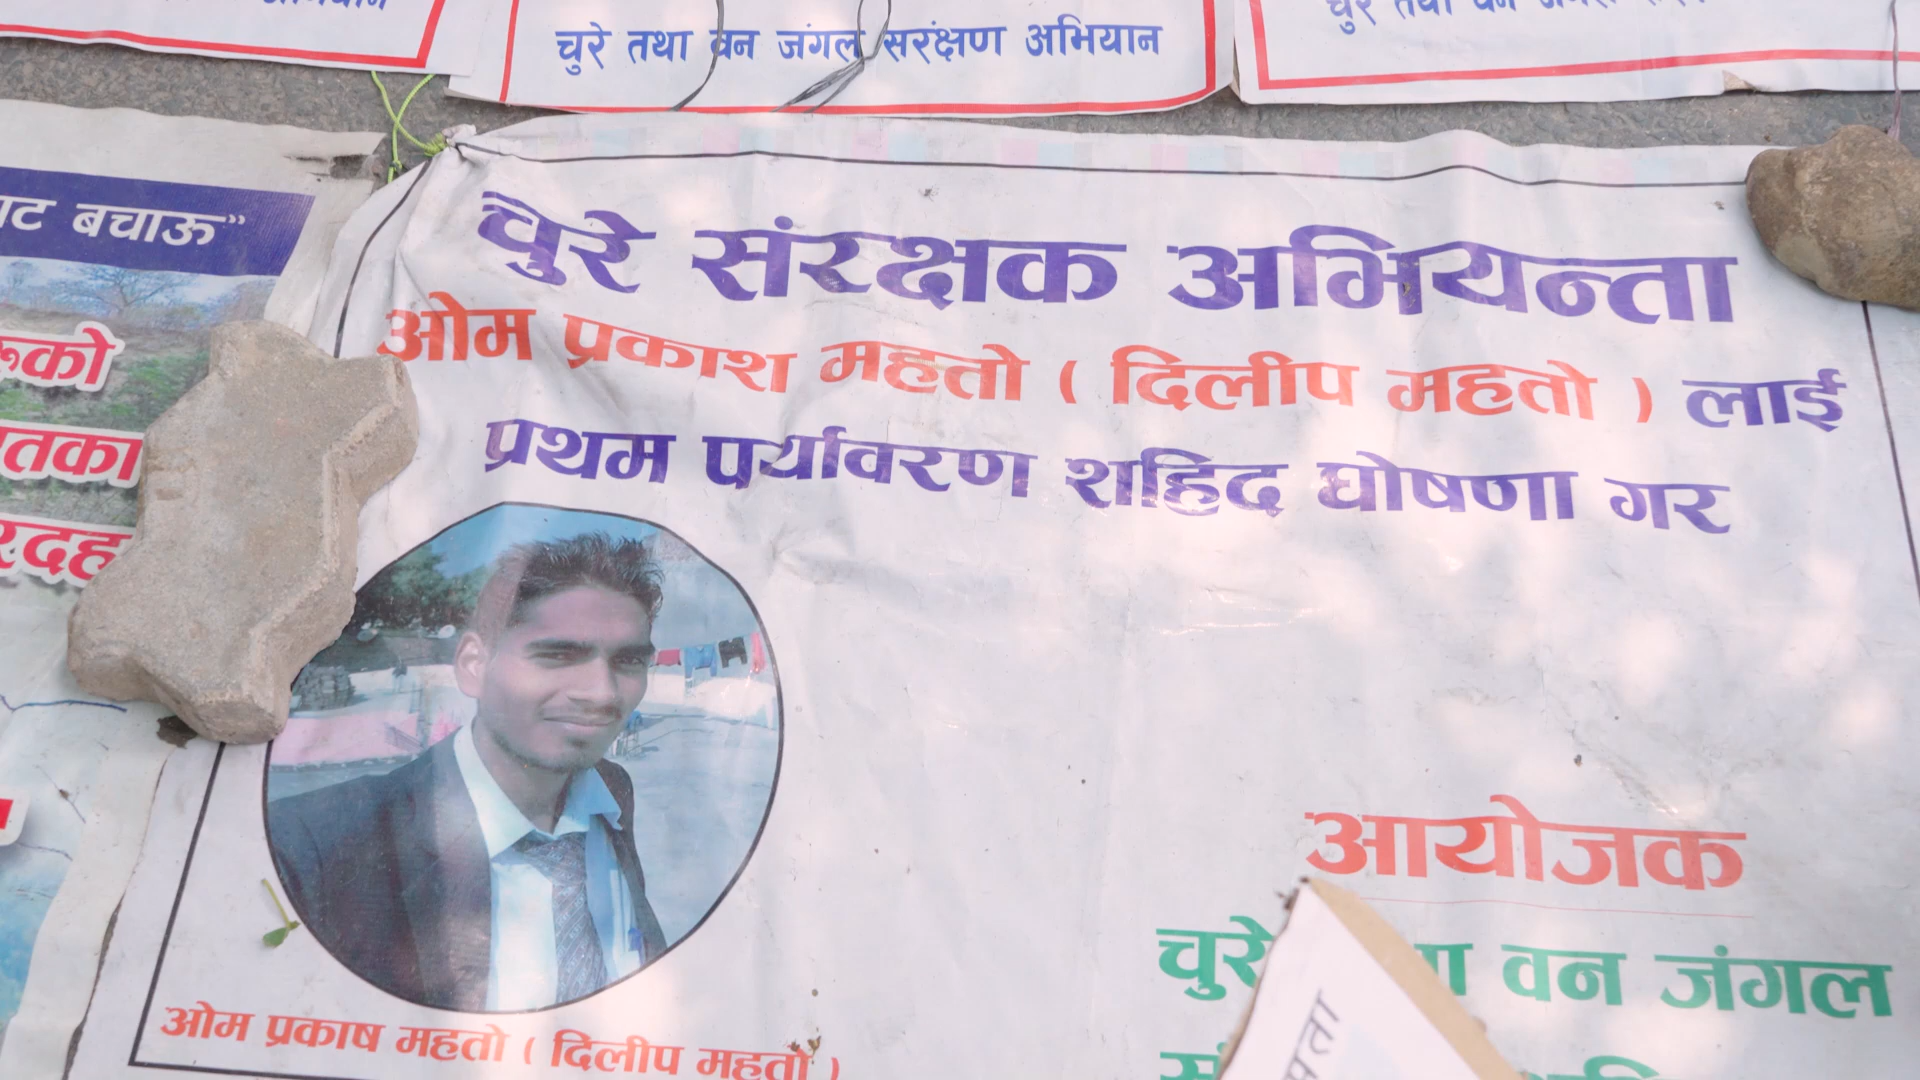 चुरे तथा वन जंगल सरंक्षण अभियान
बचाऊ”
चुरे संरक्षक अभियन्ता
ओम प्रकाश महतो ( दिलीप महतो ) लाई
प्रथम पर्यावरण शहिद घोषणा गर
ओम प्रकाष महतो ( दिलीप महतो )
आयोजक
चुरे
वन जंगल